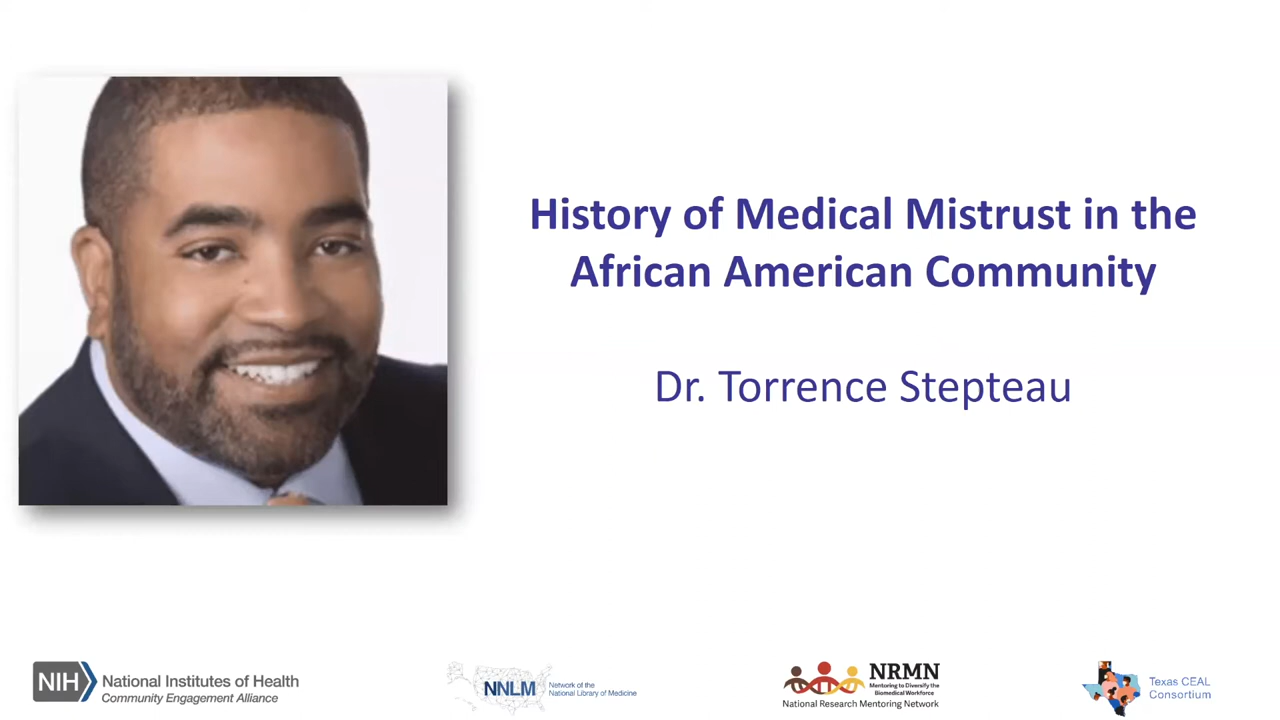 History of Medical Mistrust in the
African American Community
Dr. Torrence Stepteau
NIH
National Institutes of Health
Community Engagement Alliance
NNLM
Network of the
National Library of Medicine
NRMN
Mentoring to Diversify the
Biomedical Workforce
National Research Mentoring Network
Texas CEAL
Consortium